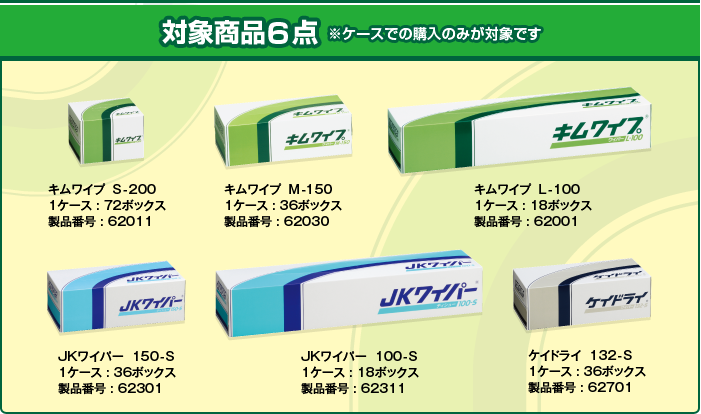 対象商品6点 ※ケースでの購入のみが対象です
キムワイプ
キムワイプ
キムワイプ
L-100
キムワイプ S-200
1ケース：72ボックス
製品番号：62011
キムワイプ M-150
1ケース：36ボックス
製品番号：62030
キムワイプ L-100
1ケース：18ボックス
製品番号：62001
JKワイパー
JKワイパー
150-S
JKワイパー
JKワイパー
100-S
ケイドライ
ケイドライ
JKワイパー 150-S
1ケース：36ボックス
製品番号：62301
JKワイパー 100-S
1ケース：18ボックス
製品番号：62311
ケイドライ 132-S
1ケース：36ボックス
製品番号：62701